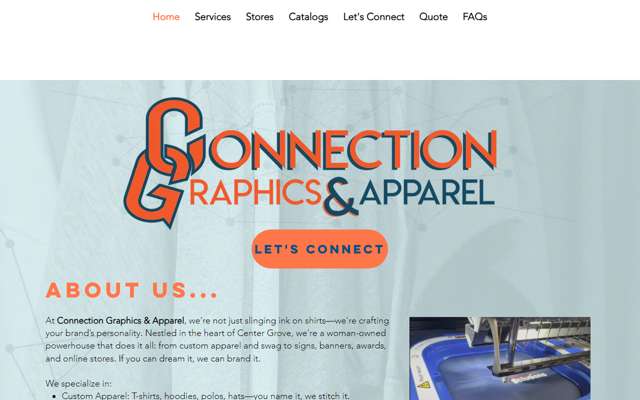 Home Services Stores Catalogs Let's Connect Quote FAQs
CONNECTION
GRAPHICS & APPAREL
LET'S CONNECT
ABOUT US...
At Connection Graphics & Apparel, we're not just slinging ink on shirts—we're crafting
your brand's personality. Nestled in the heart of Center Grove, we're a woman-owned
powerhouse that does it all: from custom apparel and swag to signs, banners, awards,
and online stores. If you can dream it, we can brand it.
We specialize in:
Custom Apparel: T-shirts, hoodies, polos, hats—you name it, we stitch it.